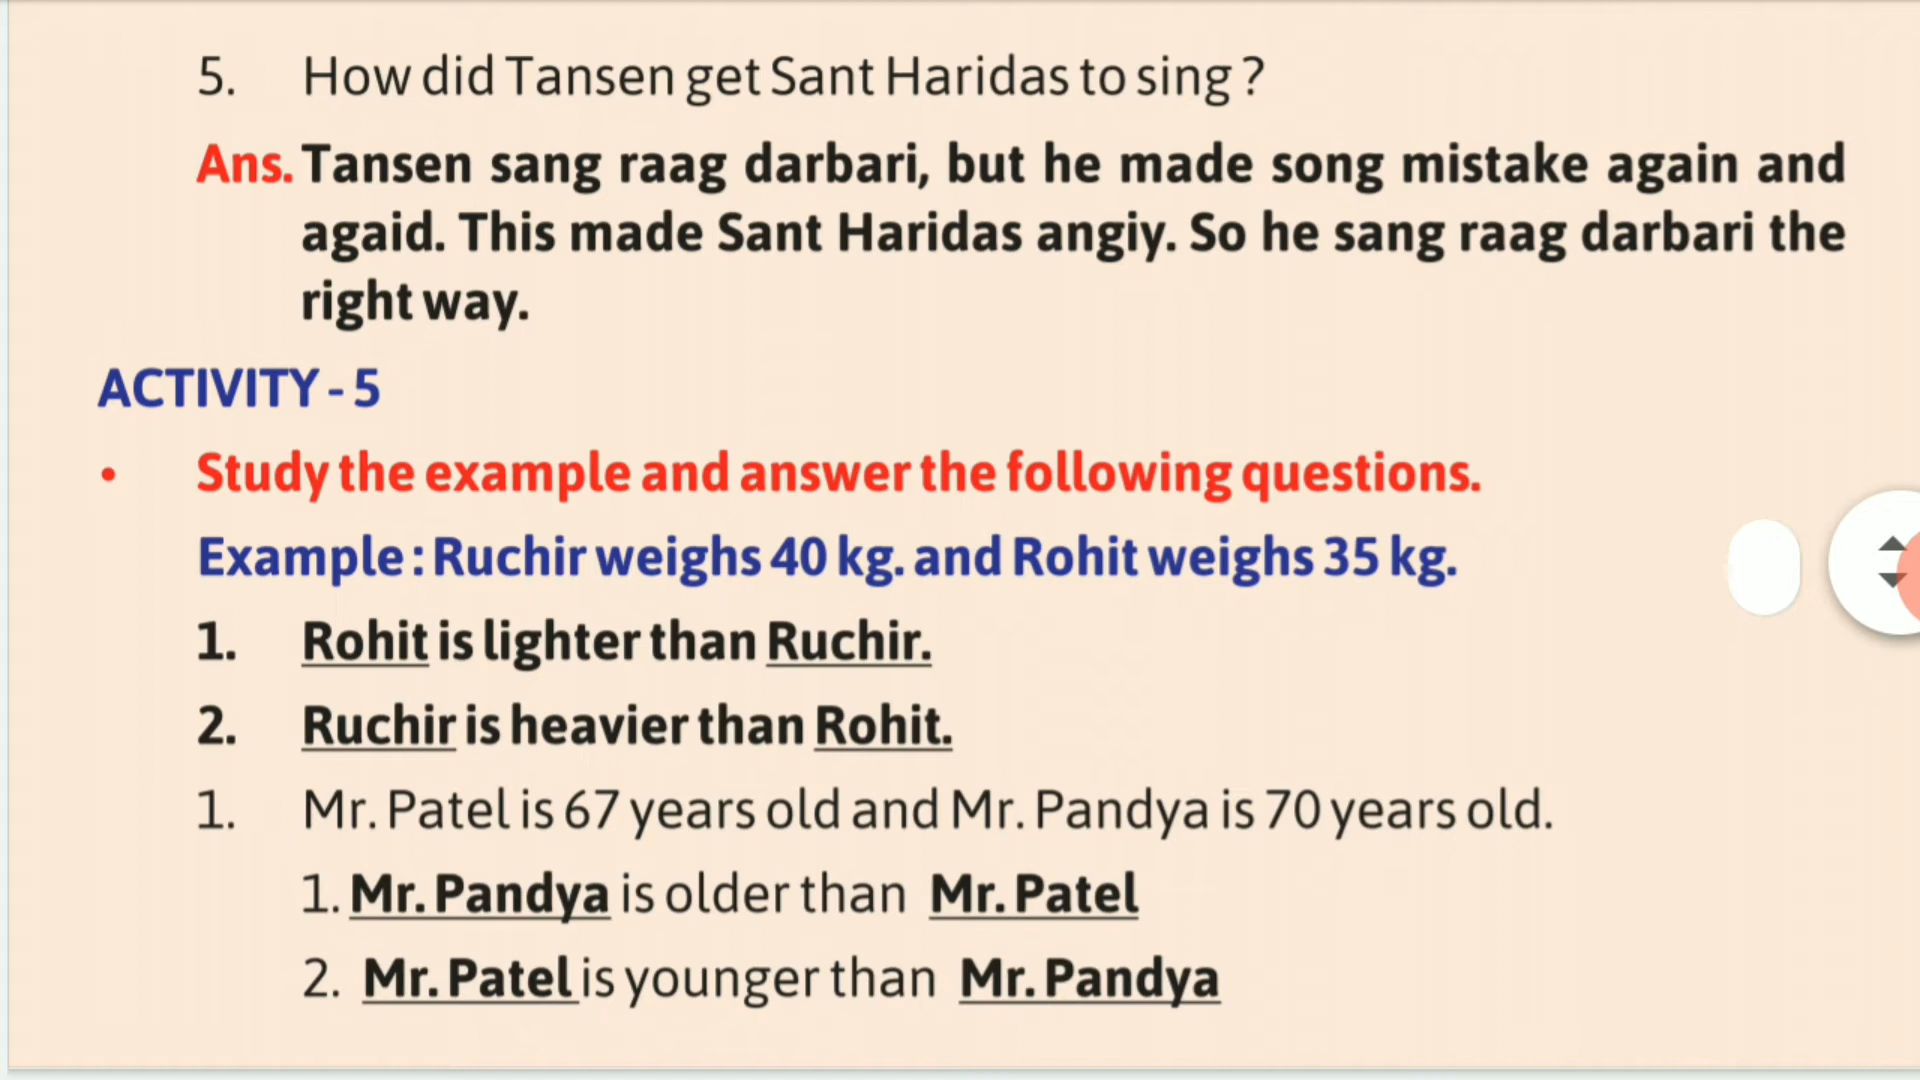 5. How did Tansen get Sant Haridas to sing ?
Ans. Tansen sang raag darbari, but he made song mistake again and
agaid. This made Sant Haridas angiy. So he sang raag darbari the
right way.
ACTIVITY - 5
• Study the example and answer the following questions.
Example : Ruchir weighs 40 kg. and Rohit weighs 35 kg.
1. Rohit is lighter than Ruchir.
2. Ruchir is heavier than Rohit.
1. Mr. Patel is 67 years old and Mr. Pandya is 70 years old.
1. Mr. Pandya is older than Mr. Patel
2. Mr. Patel is younger than Mr. Pandya